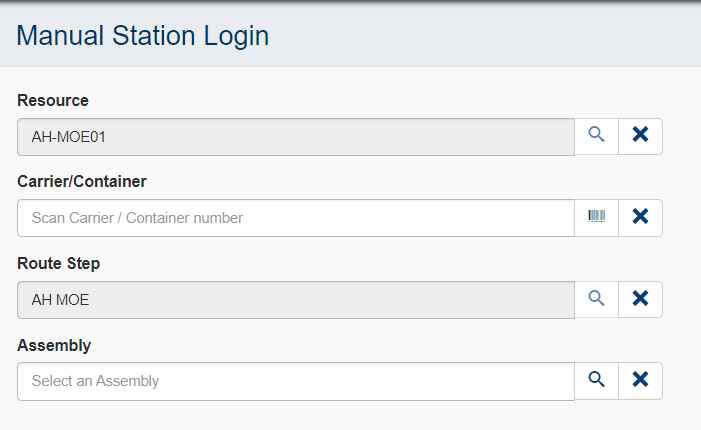 Manual Station Login
Resource
AH-MOE01
Carrier/Container
Scan Carrier / Container number
Route Step
AH MOE
Assembly
Select an Assembly